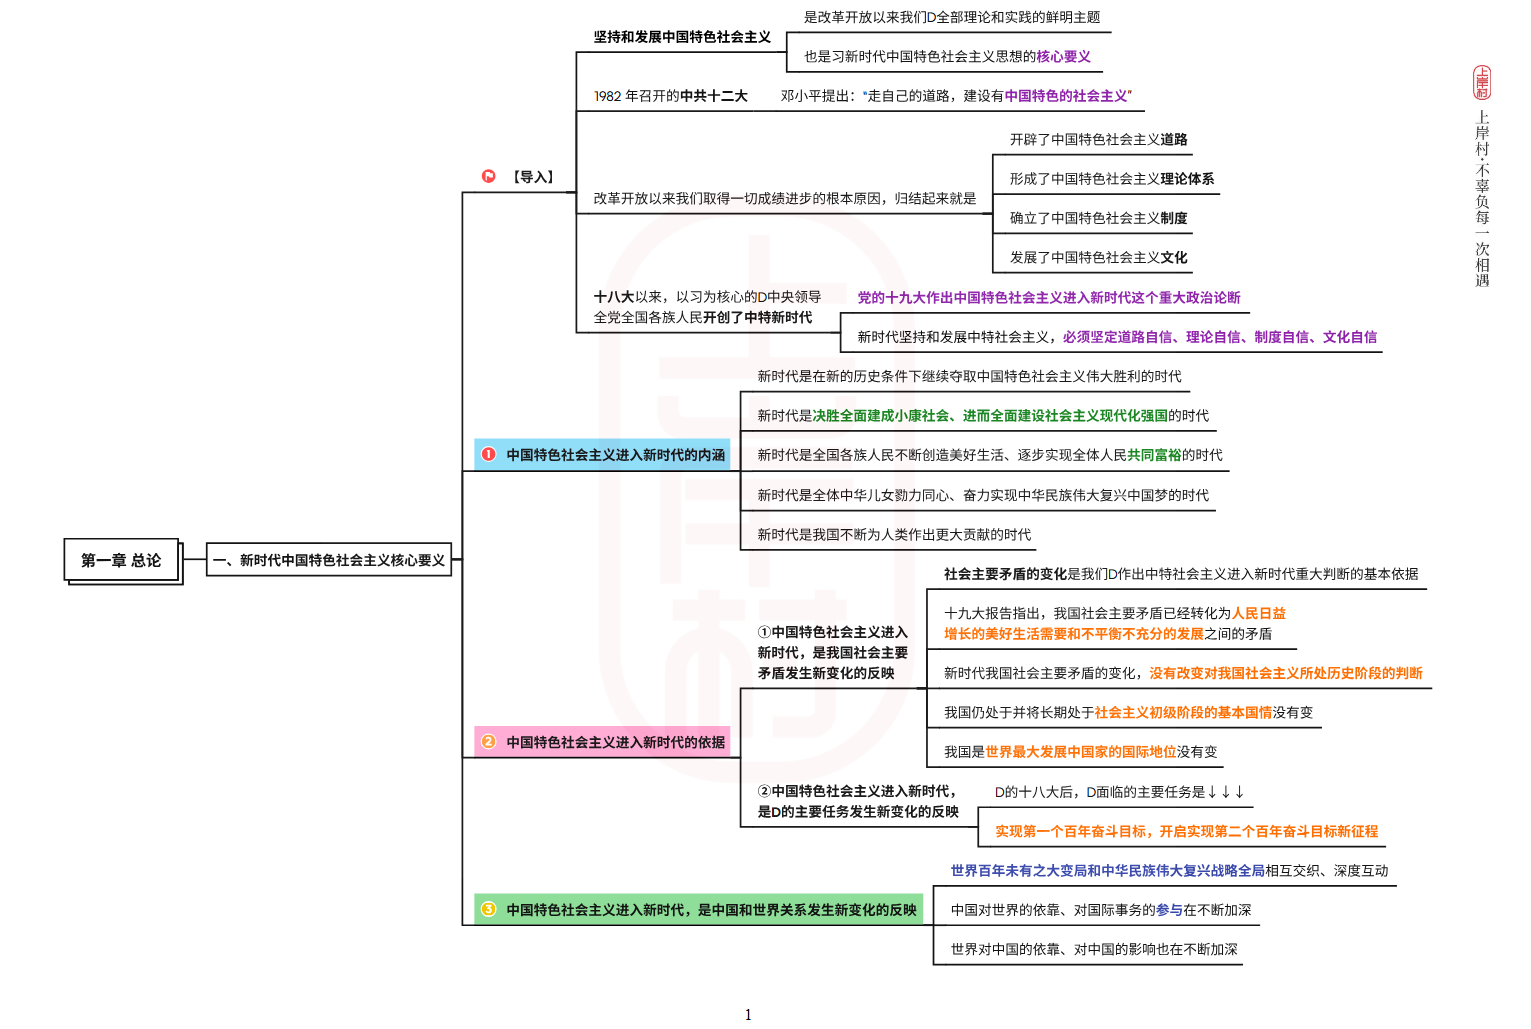 第一章 总论
一、新时代中国特色社会主义核心要义
【导入】
坚持和发展中国特色社会主义
是改革开放以来我们D全部理论和实践的鲜明主题
也是习新时代中国特色社会主义思想的核心要义
1982 年召开的中共十二大
邓小平提出：“走自己的道路，建设有中国特色的社会主义”
改革开放以来我们取得一切成绩进步的根本原因，归结起来就是
开辟了中国特色社会主义道路
形成了中国特色社会主义理论体系
确立了中国特色社会主义制度
发展了中国特色社会主义文化
十八大以来，以习为核心的D中央领导
全党全国各族人民开创了中特新时代
党的十九大作出中国特色社会主义进入新时代这个重大政治论断
新时代坚持和发展中特社会主义，必须坚定道路自信、理论自信、制度自信、文化自信
1 中国特色社会主义进入新时代的内涵
新时代是在新的历史条件下继续夺取中国特色社会主义伟大胜利的时代
新时代是决胜全面建成小康社会、进而全面建设社会主义现代化强国的时代
新时代是全国各族人民不断创造美好生活、逐步实现全体人民共同富裕的时代
新时代是全体中华儿女勠力同心、奋力实现中华民族伟大复兴中国梦的时代
新时代是我国不断为人类作出更大贡献的时代
2 中国特色社会主义进入新时代的依据
①中国特色社会主义进入
新时代，是我国社会主要
矛盾发生新变化的反映
社会主要矛盾的变化是我们D作出中特社会主义进入新时代重大判断的基本依据
十九大报告指出，我国社会主要矛盾已经转化为人民日益
增长的美好生活需要和不平衡不充分的发展之间的矛盾
新时代我国社会主要矛盾的变化，没有改变对我国社会主义所处历史阶段的判断
我国仍处于并将长期处于社会主义初级阶段的基本国情没有变
我国是世界最大发展中国家的国际地位没有变
②中国特色社会主义进入新时代，
是D的主要任务发生新变化的反映
D的十八大后，D面临的主要任务是↓↓↓
实现第一个百年奋斗目标，开启实现第二个百年奋斗目标新征程
3 中国特色社会主义进入新时代，是中国和世界关系发生新变化的反映
世界百年未有之大变局和中华民族伟大复兴战略全局相互交织、深度互动
中国对世界的依靠、对国际事务的参与在不断加深
世界对中国的依靠、对中国的影响也在不断加深
上岸村
上岸村·不辜负每一次相遇
上岸村
1